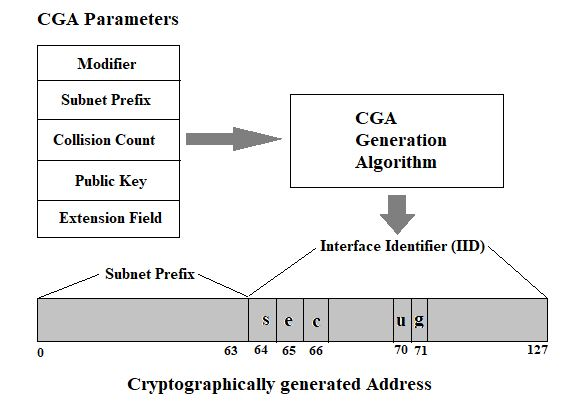 CGA Parameters
Modifier
Subnet Prefix
Collision Count
Public Key
Extension Field
CGA
Generation
Algorithm
Interface Identifier (IID)
Subnet Prefix
s e c u g
0 63 64 65 66 70 71 127
Cryptographically generated Address